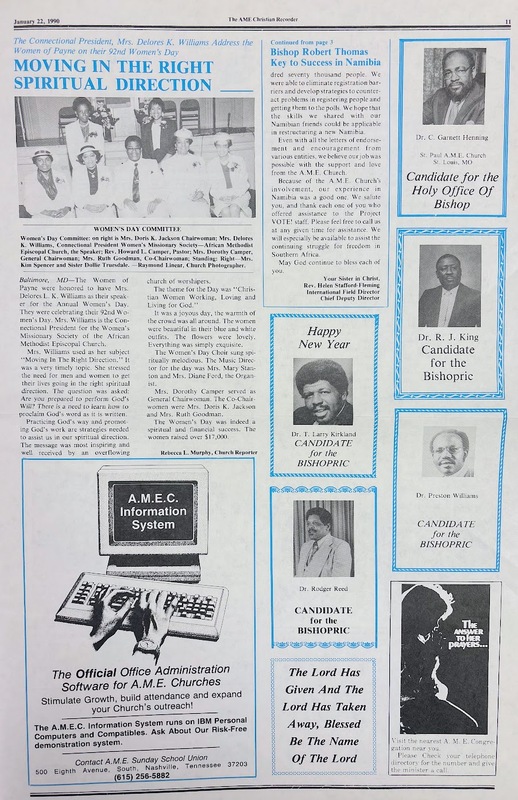 January 22, 1990
The AME Christian Recorder
11
The Connectional President, Mrs. Delores K. Williams Address the
Women of Payne on their 92nd Women's Day
MOVING IN THE RIGHT
SPIRITUAL DIRECTION
WOMEN'S DAY COMMITTEE
Women's Day Committee: on right is Mrs. Doris K. Jackson Chairwoman; Mrs. Delores
K. Williams, Connectional President Women's Missionary Society—African Methodist
Episcopal Church, the Speaker; Rev. Howard L. Camper, Pastor; Mrs. Dorothy Camper,
General Chairwoman; Mrs. Ruth Goodman, Co-Chairwoman; Standing: Right—Mrs.
Kim Spencer and Sister Dollie Truesdale. —Raymond Linear, Church Photographer.
Baltimore, MD—The Women of
Payne were honored to have Mrs.
Delores K. Williams as their speak-
er for the Annual Women's Day.
They were celebrating their 92nd Wo-
men's Day. Mrs. Williams is the Con-
nectional President for the Women's
Missionary Society of the African
Methodist Episcopal Church.
Mrs. Williams used as her subject
"Moving In The Right Direction." It
was a very timely topic. She stressed
the need for men and women to get
their lives going in the right spiritual
direction. The question was asked:
Are you prepared to perform God's
Will? There is a need to learn how to
proclaim God's word as it is written.
Practicing God's way and promot-
ing God's work are strategies needed
to assist us in our spiritual direction.
The message was most inspiring and
well received by an overflowing
church of worshipers.
The theme for the Day was "Chris-
tian Women Working, Loving and
Living for God."
It was a joyous day, the warmth of
the crowd was all around. The women
were beautiful in their blue and white
outfits. The flowers were lovely.
Everything was simply exquisite.
The Women's Day Choir sung spi-
ritually melodious. The Music Direc-
tor for the day was Mrs. Mary Stan-
ton and Mrs. Diane Ford, the Organ-
ist.
Mrs. Dorothy Camper served as
General Chairwoman. The Co-Chair-
women were Mrs. Doris K. Jackson
and Mrs. Ruth Goodman.
The Women's Day was indeed a
spiritual and financial success. The
women raised over $17,000.
Rebecca L. Murphy, Church Reporter
A.M.E.C.
Information
System
The Official Office Administration
Software for A.M.E. Churches
Stimulate Growth, build attendance and expand
your Church's outreach!
The A.M.E.C. Information System runs on IBM Personal
Computers and Compatibles. Ask About Our Risk-Free
demonstration system.
Contact A.M.E. Sunday School Union
500 Eighth Avenue, South, Nashville, Tennessee 37203
(615) 256-5882
Continued from page 3
Bishop Robert Thomas
Key to Success in Namibia
dred seventy thousand people. We
were able to eliminate registration bar-
riers and develop strategies to counter-
act problems in registering people and
getting them to the polls. We hope that
the skills we shared with our
Namibian friends could be applicable
in restructuring a new Namibia.
Even with all the letters of endorse-
ment and encouragement from
various entities, we believe our job was
possible with the support and love
from the A.M.E. Church.
Because of the A.M.E. Church's
involvement, our experience in
Namibia was a good one. We salute
you, and thank each one of you who
offered assistance to the Project
VOTE! staff. Please feel free to call us
at any given time for assistance. We
will especially be available to assist the
continuing struggle for freedom in
Southern Africa.
May God continue to bless each of
you.
Your Sister in Christ,
Rev. Helen Stafford-Fleming
International Field Director
Chief Deputy Director
Happy
New Year
Dr. T. Larry Kirkland
CANDIDATE
for the
BISHOPRIC
Dr. Rodger Reed
CANDIDATE
for the
BISHOPRIC
The Lord Has
Given And The
Lord Has Taken
Away, Blessed
Be The Name
Of The Lord
Dr. C. Garnett Henning
St. Paul A.M.E. Church
St. Louis, MO
Candidate for the
Holy Office Of
Bishop
Dr. R. J. King
Candidate
for the
Bishopric
Dr. Preston Williams
CANDIDATE
for the
BISHOPRIC
THE
ANSWER
TO HER
PRAYERS...
Visit the nearest A. M. E. Congre-
gation near you.
Please Check your telephone
directory for the number and give
the minister a call.